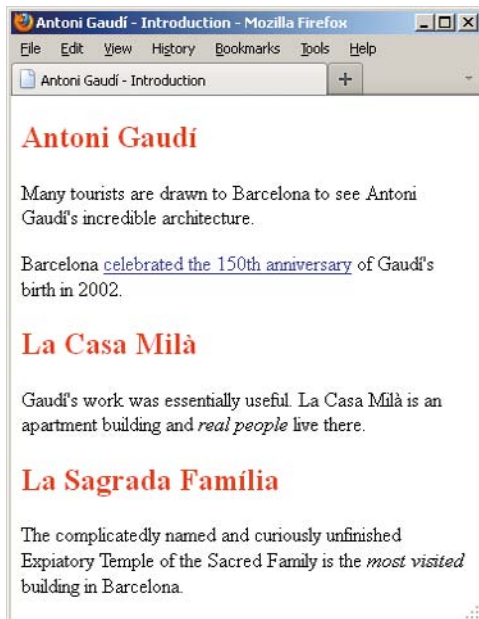 Antoni Gaudí - Introduction - Mozilla Firefox
File Edit View History Bookmarks Tools Help
Antoni Gaudí - Introduction +
Antoni Gaudí
Many tourists are drawn to Barcelona to see Antoni
Gaudí's incredible architecture.
Barcelona celebrated the 150th anniversary of Gaudí's
birth in 2002.
La Casa Milà
Gaudí's work was essentially useful. La Casa Milà is an
apartment building and real people live there.
La Sagrada Família
The complicatedly named and curiously unfinished
Expiatory Temple of the Sacred Family is the most visited
building in Barcelona.